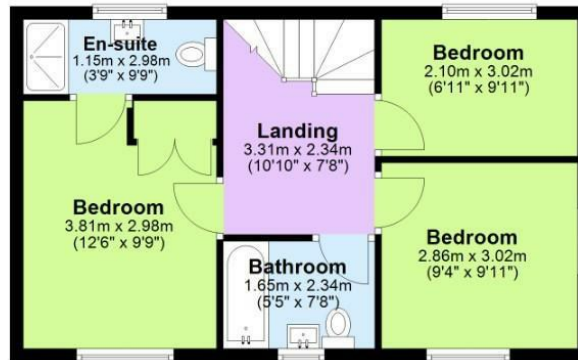 En-suite
1.15m x 2.98m
(3'9" x 9'9")
Bedroom
2.10m x 3.02m
(6'11" x 9'11")
Landing
3.31m x 2.34m
(10'10" x 7'8")
Bedroom
3.81m x 2.98m
(12'6" x 9'9")
Bedroom
2.86m x 3.02m
(9'4" x 9'11")
Bathroom
1.65m x 2.34m
(5'5" x 7'8")